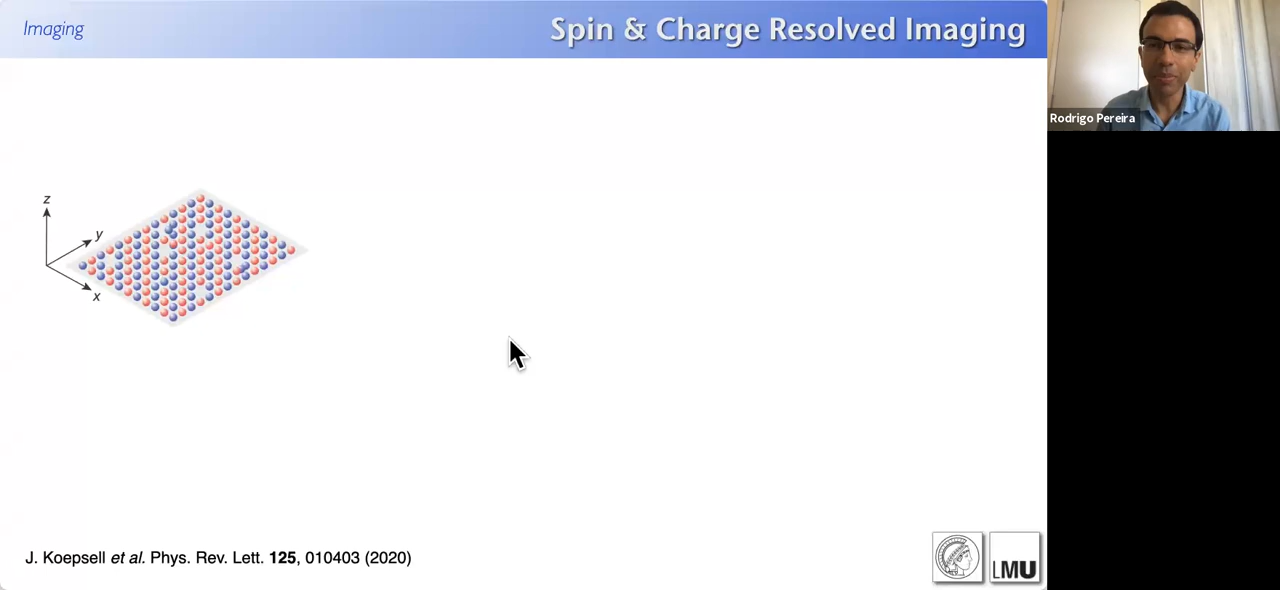 Imaging
Spin & Charge Resolved Imaging
Rodrigo Pereira
z
y
x
J. Koepsell et al. Phys. Rev. Lett. 125, 010403 (2020)
LMU